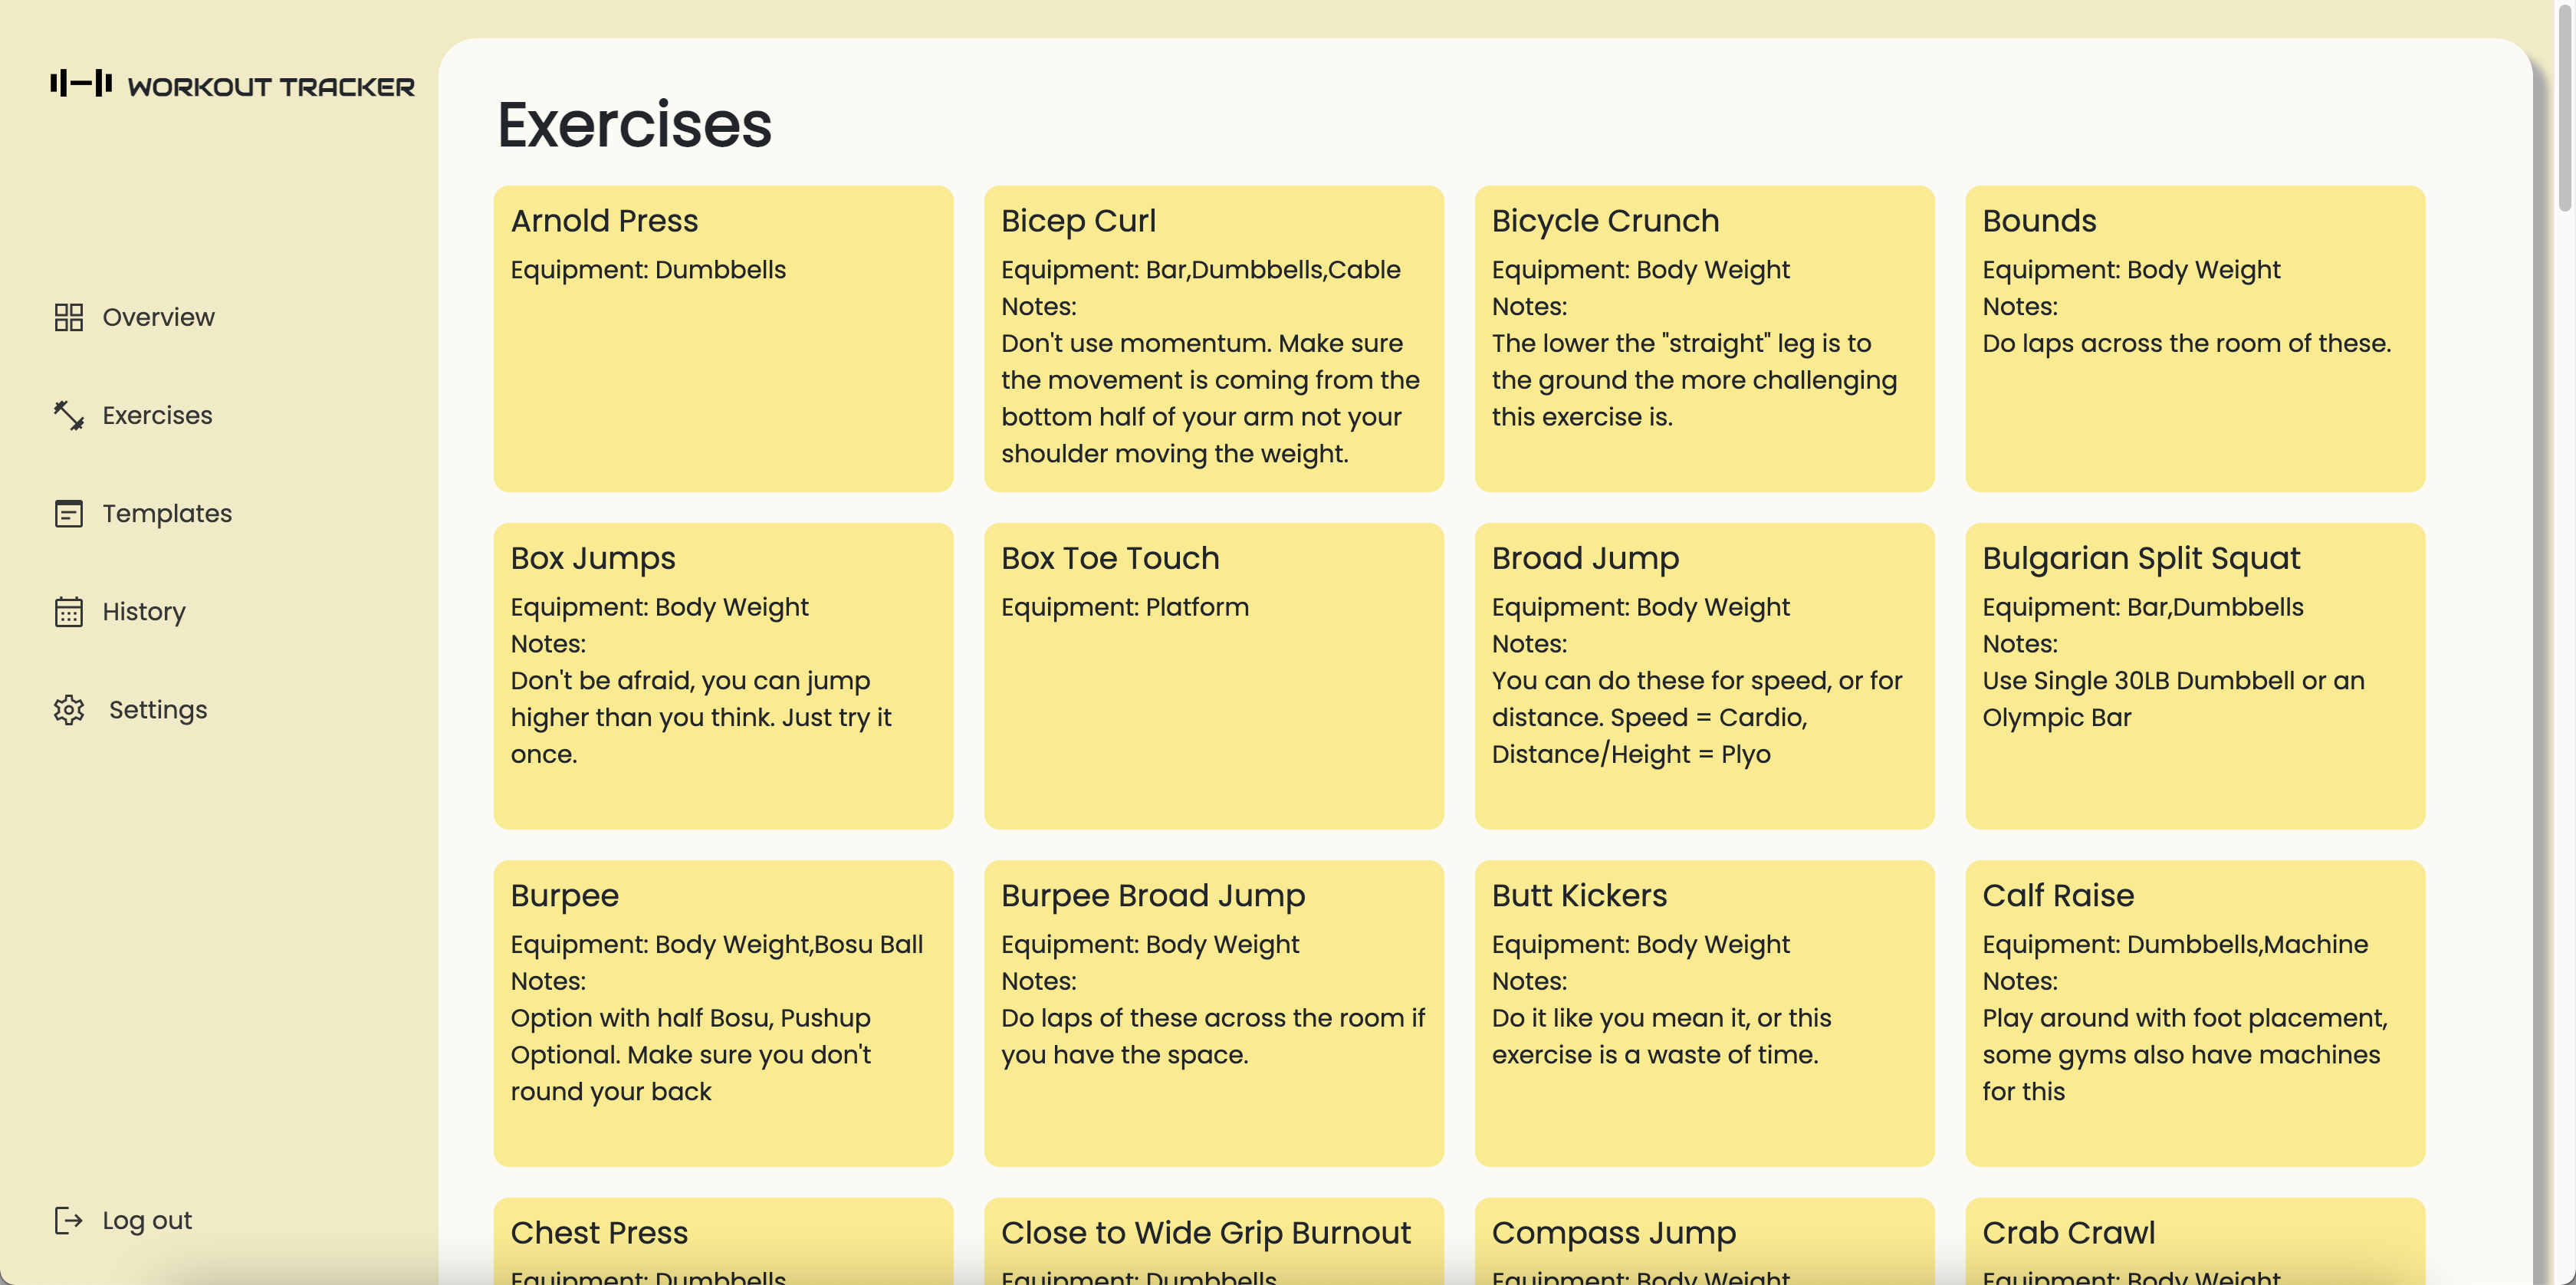 WORKOUT TRACKER
Overview
Exercises
Templates
History
Settings
Log out
Exercises
Arnold Press
Equipment: Dumbbells
Bicep Curl
Equipment: Bar,Dumbbells,Cable
Notes:
Don't use momentum. Make sure
the movement is coming from the
bottom half of your arm not your
shoulder moving the weight.
Bicycle Crunch
Equipment: Body Weight
Notes:
The lower the "straight" leg is to
the ground the more challenging
this exercise is.
Bounds
Equipment: Body Weight
Notes:
Do laps across the room of these.
Box Jumps
Equipment: Body Weight
Notes:
Don't be afraid, you can jump
higher than you think. Just try it
once.
Box Toe Touch
Equipment: Platform
Broad Jump
Equipment: Body Weight
Notes:
You can do these for speed, or for
distance. Speed = Cardio,
Distance/Height = Plyo
Bulgarian Split Squat
Equipment: Bar,Dumbbells
Notes:
Use Single 30LB Dumbbell or an
Olympic Bar
Burpee
Equipment: Body Weight,Bosu Ball
Notes:
Option with half Bosu, Pushup
Optional. Make sure you don't
round your back
Burpee Broad Jump
Equipment: Body Weight
Notes:
Do laps of these across the room if
you have the space.
Butt Kickers
Equipment: Body Weight
Notes:
Do it like you mean it, or this
exercise is a waste of time.
Calf Raise
Equipment: Dumbbells,Machine
Notes:
Play around with foot placement,
some gyms also have machines
for this
Chest Press
Equipment: Dumbbells
Close to Wide Grip Burnout
Equipment: Dumbbells
Compass Jump
Equipment: Body Weight
Crab Crawl
Equipment: Body Weight